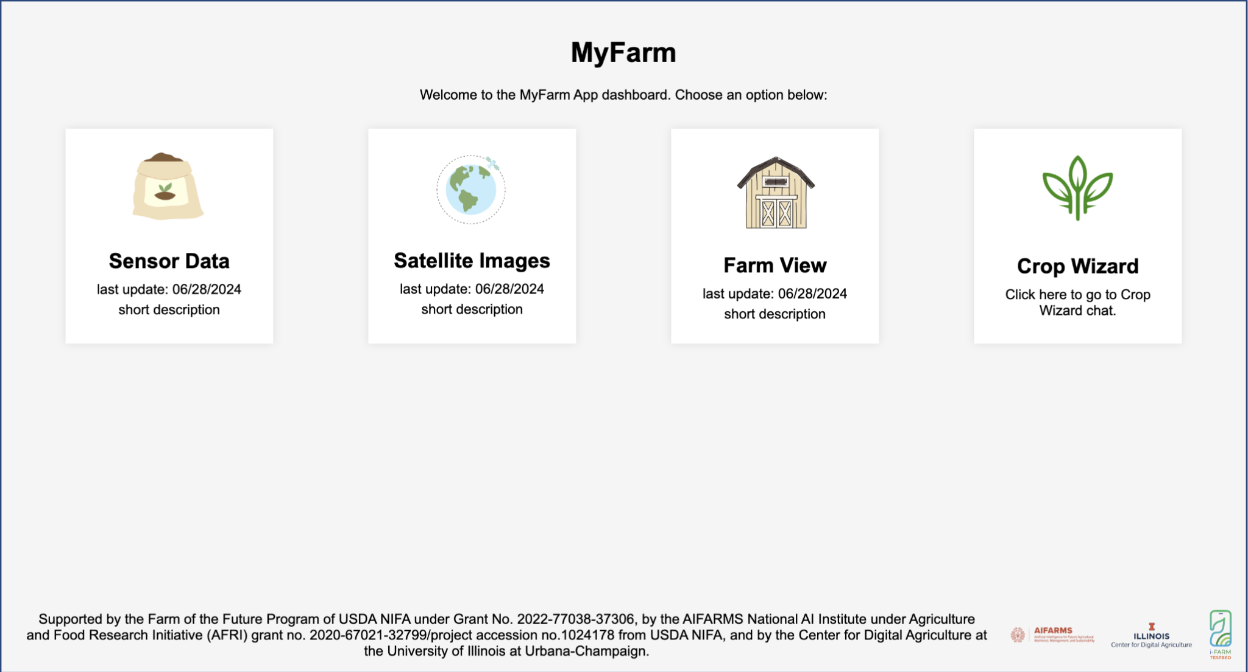 MyFarm
Welcome to the MyFarm App dashboard. Choose an option below:
Sensor Data
last update: 06/28/2024
short description
Satellite Images
last update: 06/28/2024
short description
Farm View
last update: 06/28/2024
short description
Crop Wizard
Click here to go to Crop
Wizard chat.
Supported by the Farm of the Future Program of USDA NIFA under Grant No. 2022-77038-37306, by the AIFARMS National AI Institute under Agriculture
and Food Research Initiative (AFRI) grant no. 2020-67021-32799/project accession no.1024178 from USDA NIFA, and by the Center for Digital Agriculture at
the University of Illinois at Urbana-Champaign.
AIFARMS
ILLINOIS
Center for Digital Agriculture
I-FARM
TESTBED